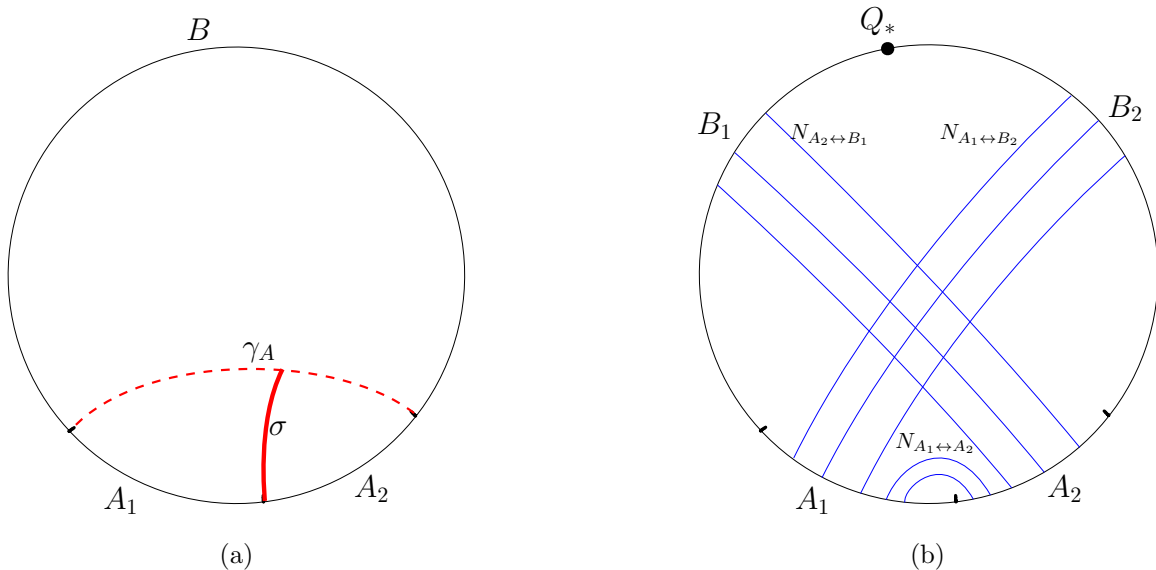 B
γ_A
σ
A_1
A_2
(a)
Q_*
B_1
B_2
N_{A_2↔B_1}
N_{A_1↔B_2}
N_{A_1↔A_2}
A_1
A_2
(b)